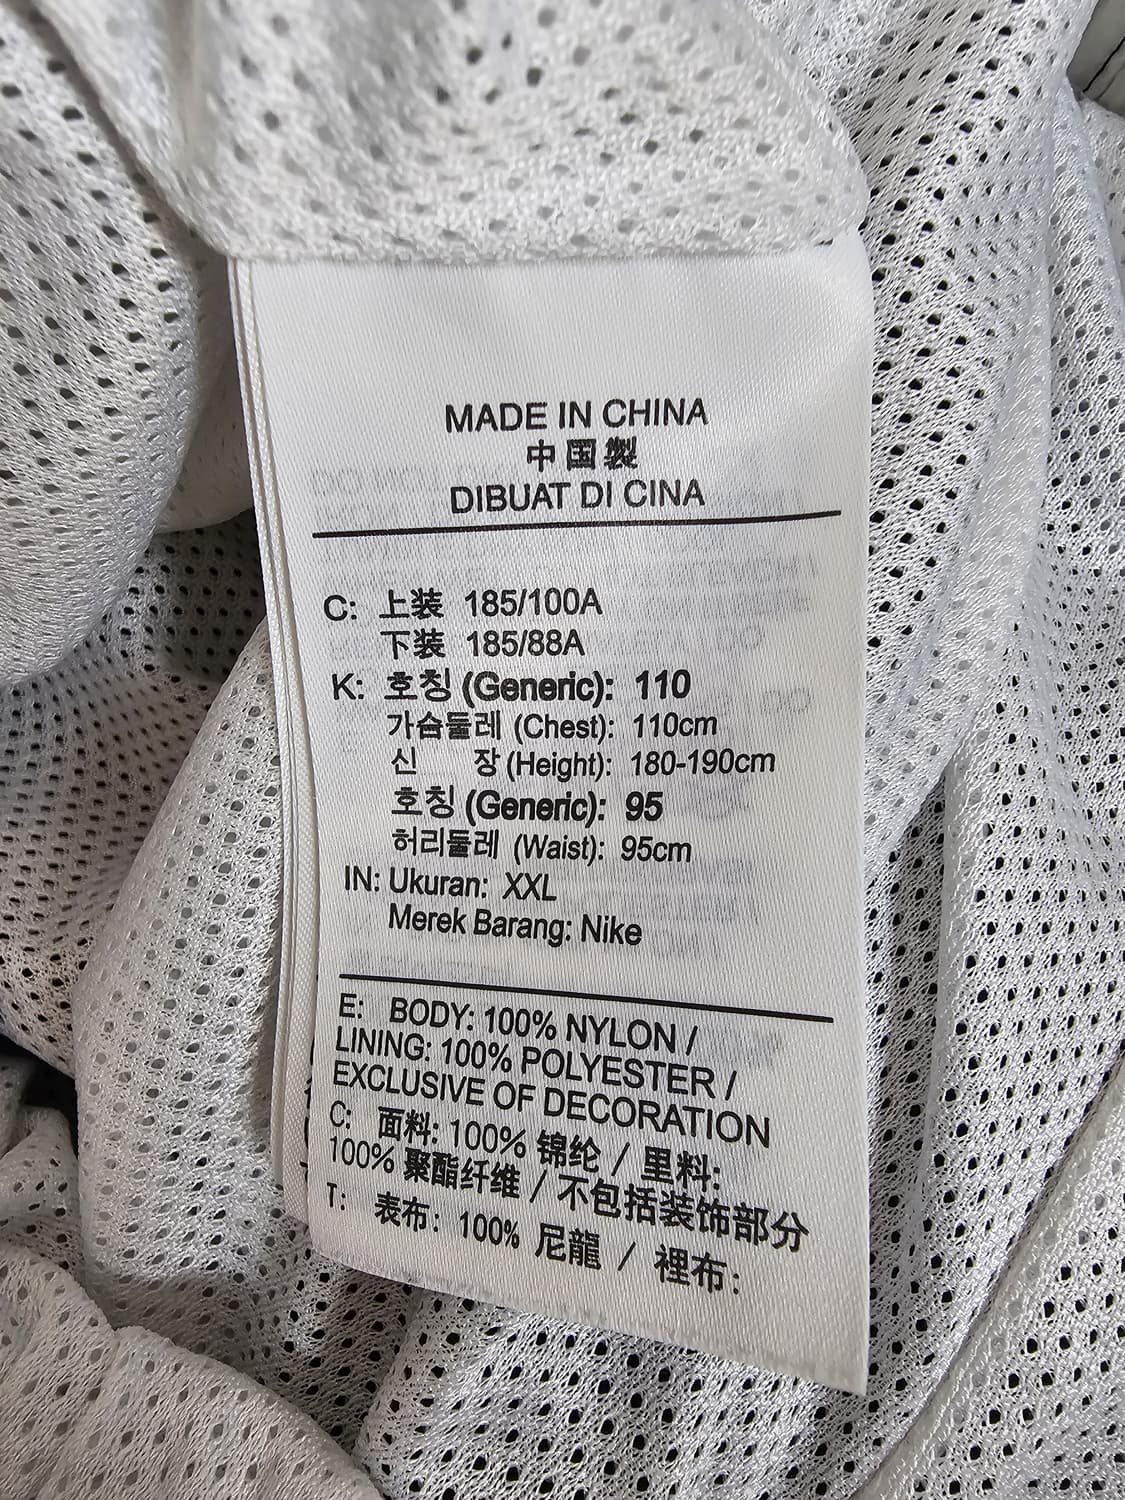 MADE IN CHINA
中国製
DIBUAT DI CINA
C: 上装 185/100A
下装 185/88A
K: 호칭 (Generic): 110
가슴둘레 (Chest): 110cm
신 장 (Height): 180-190cm
호칭 (Generic): 95
허리둘레 (Waist): 95cm
IN: Ukuran: XXL
Merek Barang: Nike
E: BODY: 100% NYLON /
LINING: 100% POLYESTER /
EXCLUSIVE OF DECORATION
C: 面料: 100% 锦纶 / 里料:
100% 聚酯纤维 / 不包括装饰部分
T: 表布: 100% 尼龍 / 裡布: